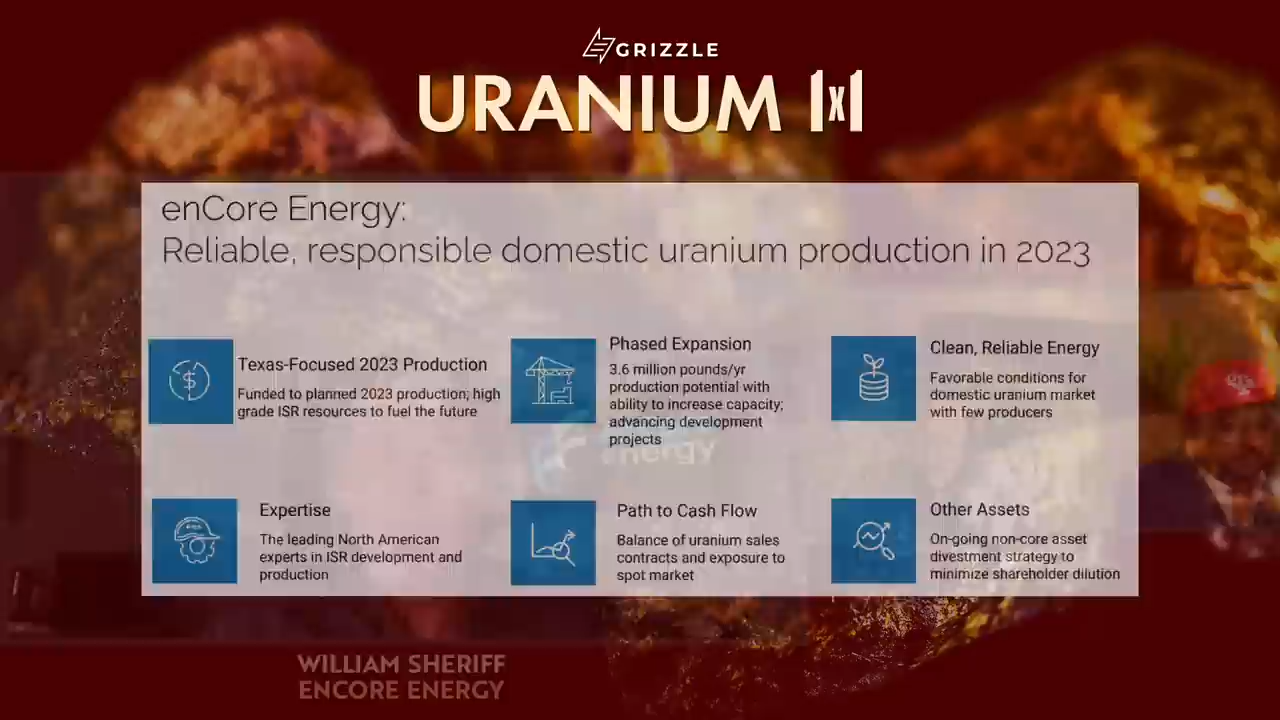 GRIZZLE
URANIUM 1x1
enCore Energy:
Reliable, responsible domestic uranium production in 2023
Texas-Focused 2023 Production
Funded to planned 2023 production; high
grade ISR resources to fuel the future
Phased Expansion
3.6 million pounds/yr
production potential with
ability to increase capacity;
advancing development
projects
Clean, Reliable Energy
Favorable conditions for
domestic uranium market
with few producers
energy
Expertise
The leading North American
experts in ISR development and
production
Path to Cash Flow
Balance of uranium sales
contracts and exposure to
spot market
Other Assets
On-going non-core asset
divestment strategy to
minimize shareholder dilution
WILLIAM SHERIFF
ENCORE ENERGY